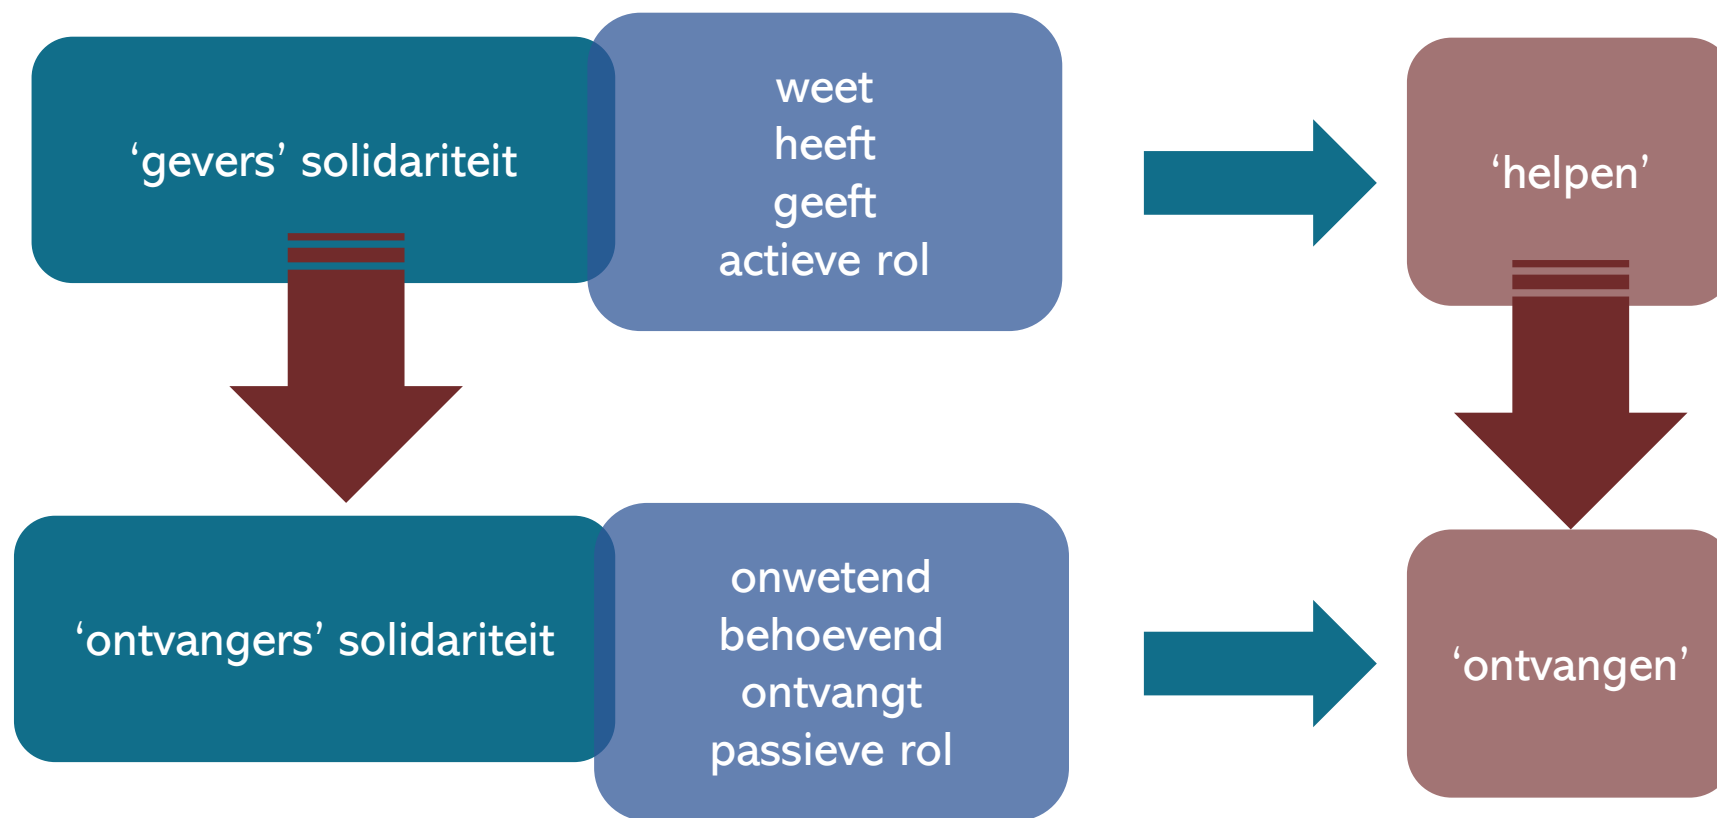 ‘gevers’ solidariteit
weet
heeft
geeft
actieve rol
‘helpen’
‘ontvangers’ solidariteit
onwetend
behoevend
ontvangt
passieve rol
‘ontvangen’